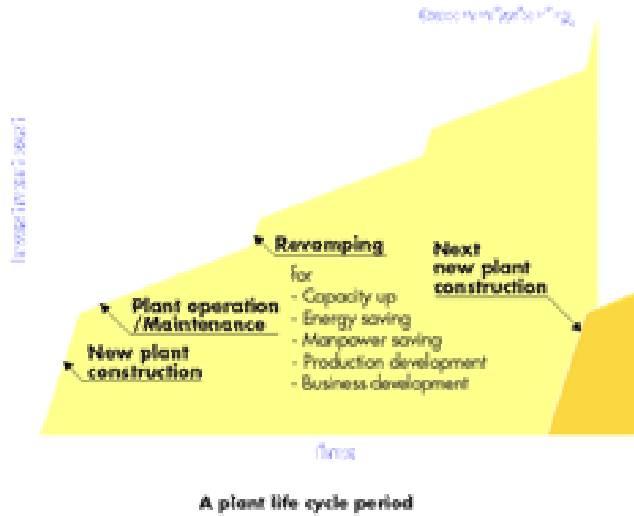 Revamping
for
- Capacity up
- Energy saving
- Manpower saving
- Production development
- Business development
Next
new plant
construction
Plant operation
/Maintenance
New plant
construction
Time
A plant life cycle period